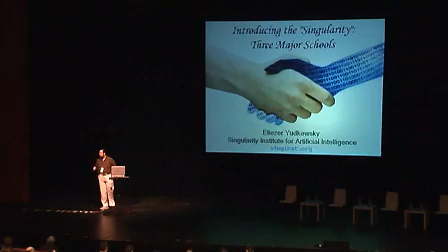 Introducing the "Singularity":
Three Major Schools
Eliezer Yudkowsky
Singularity Institute for Artificial Intelligence
singinst.org